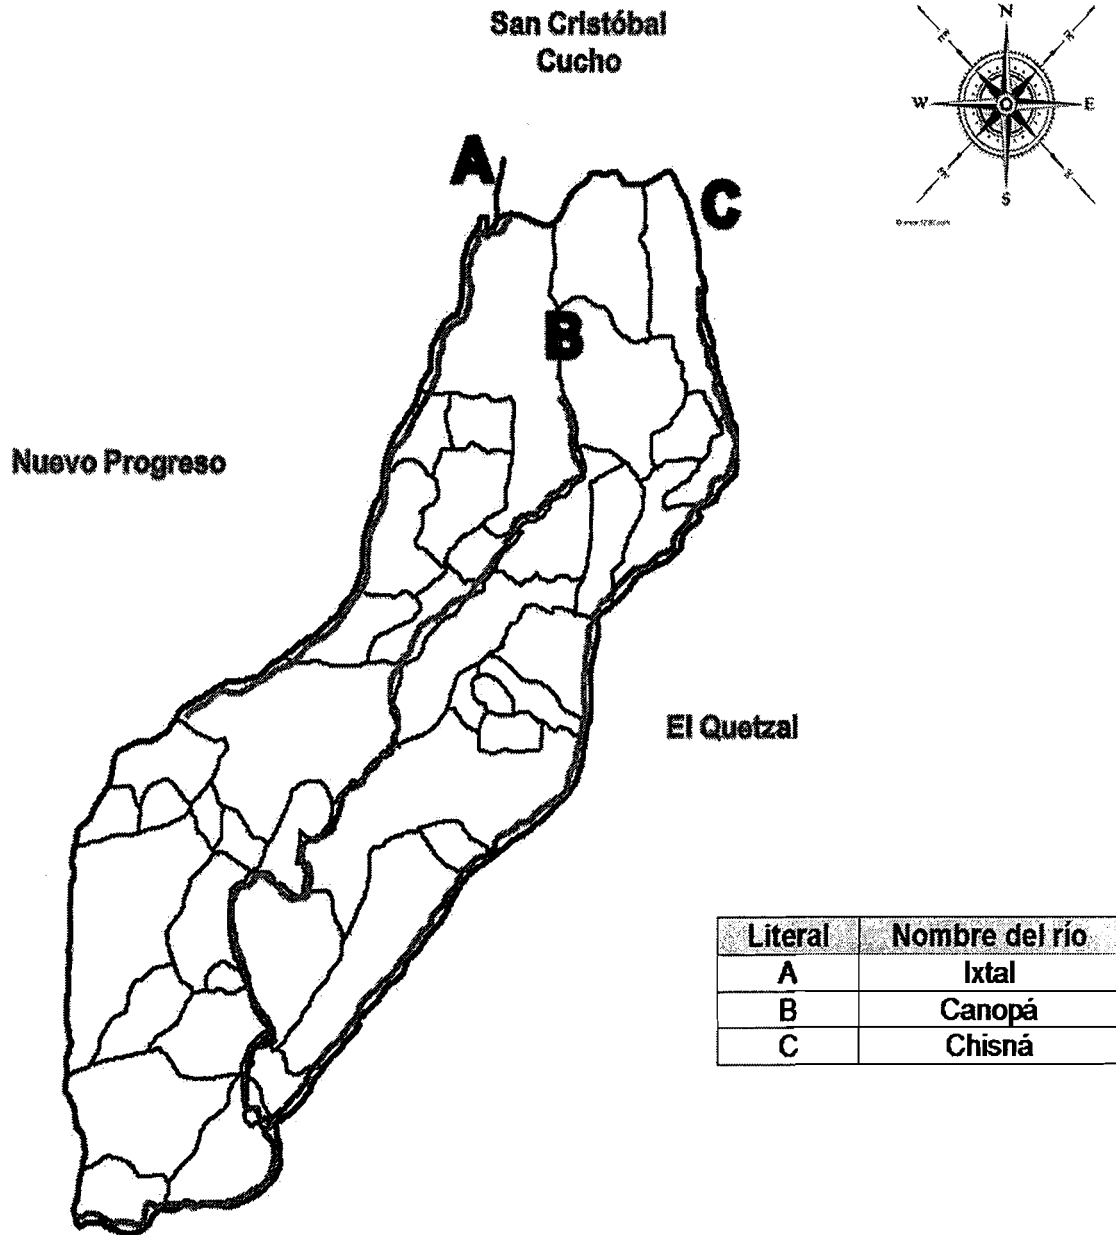 San Cristóbal
Cucho
N
W
E
S
A
C
B
Nuevo Progreso
El Quetzal
Literal Nombre del río
A Ixtal
B Canopá
C Chisná